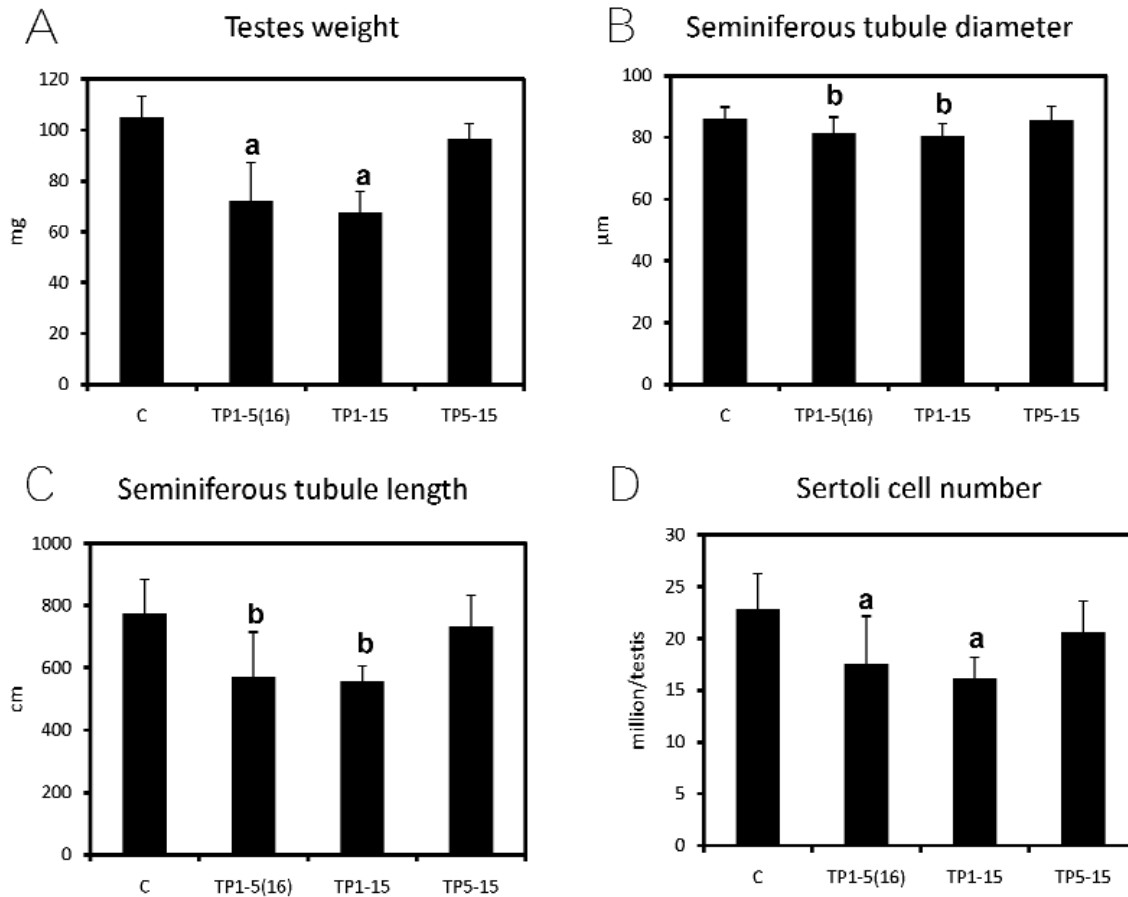 A
Testes weight
120
100
80
60
40
20
0
mg
a
a
C
TP1-5(16)
TP1-15
TP5-15
B
Seminiferous tubule diameter
100
80
60
40
20
0
µm
b
b
C
TP1-5(16)
TP1-15
TP5-15
C
Seminiferous tubule length
1000
800
600
400
200
0
cm
b
b
C
TP1-5(16)
TP1-15
TP5-15
D
Sertoli cell number
30
25
20
15
10
5
0
million/testis
a
a
C
TP1-5(16)
TP1-15
TP5-15